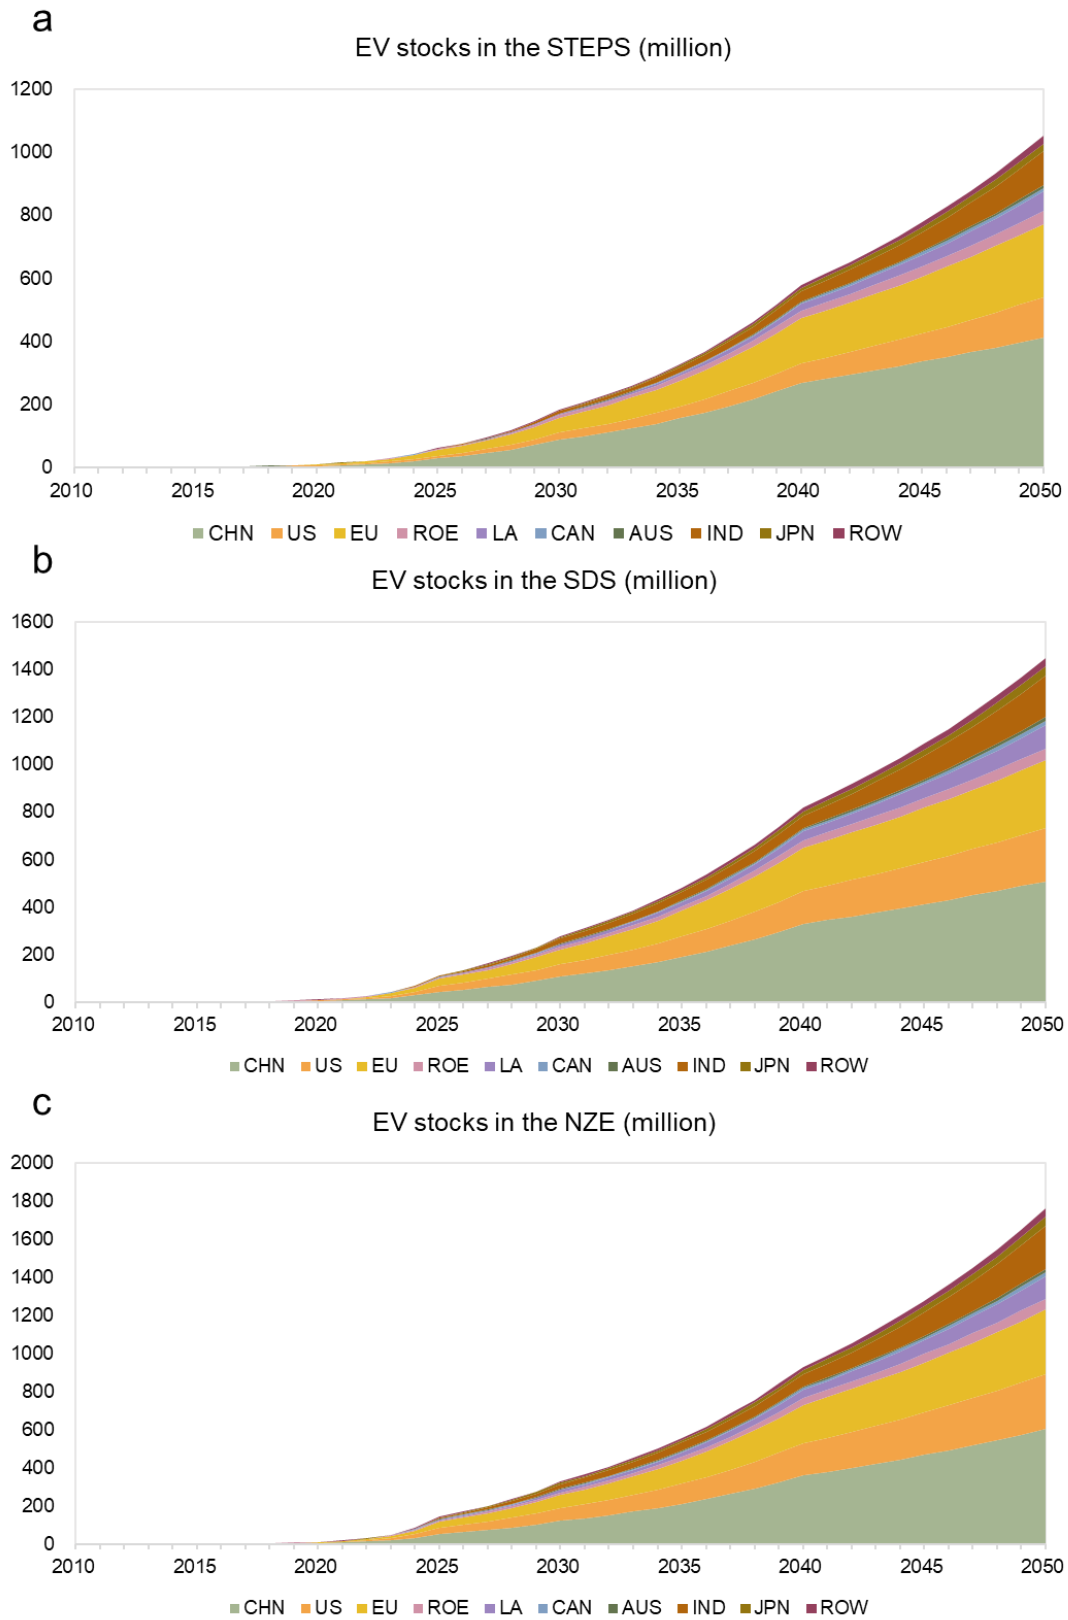 a
EV stocks in the STEPS (million)
1200
1000
800
600
400
200
0
2010 2015 2020 2025 2030 2035 2040 2045 2050
CHN US EU ROE LA CAN AUS IND JPN ROW
b
EV stocks in the SDS (million)
1600
1400
1200
1000
800
600
400
200
0
2010 2015 2020 2025 2030 2035 2040 2045 2050
CHN US EU ROE LA CAN AUS IND JPN ROW
c
EV stocks in the NZE (million)
2000
1800
1600
1400
1200
1000
800
600
400
200
0
2010 2015 2020 2025 2030 2035 2040 2045 2050
CHN US EU ROE LA CAN AUS IND JPN ROW